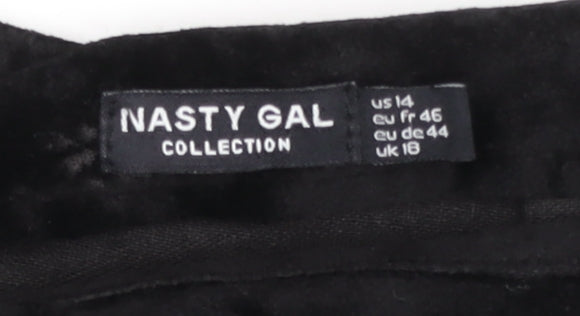 NASTY GAL
COLLECTION
us 14
eu fr 46
eu de 44
uk 18